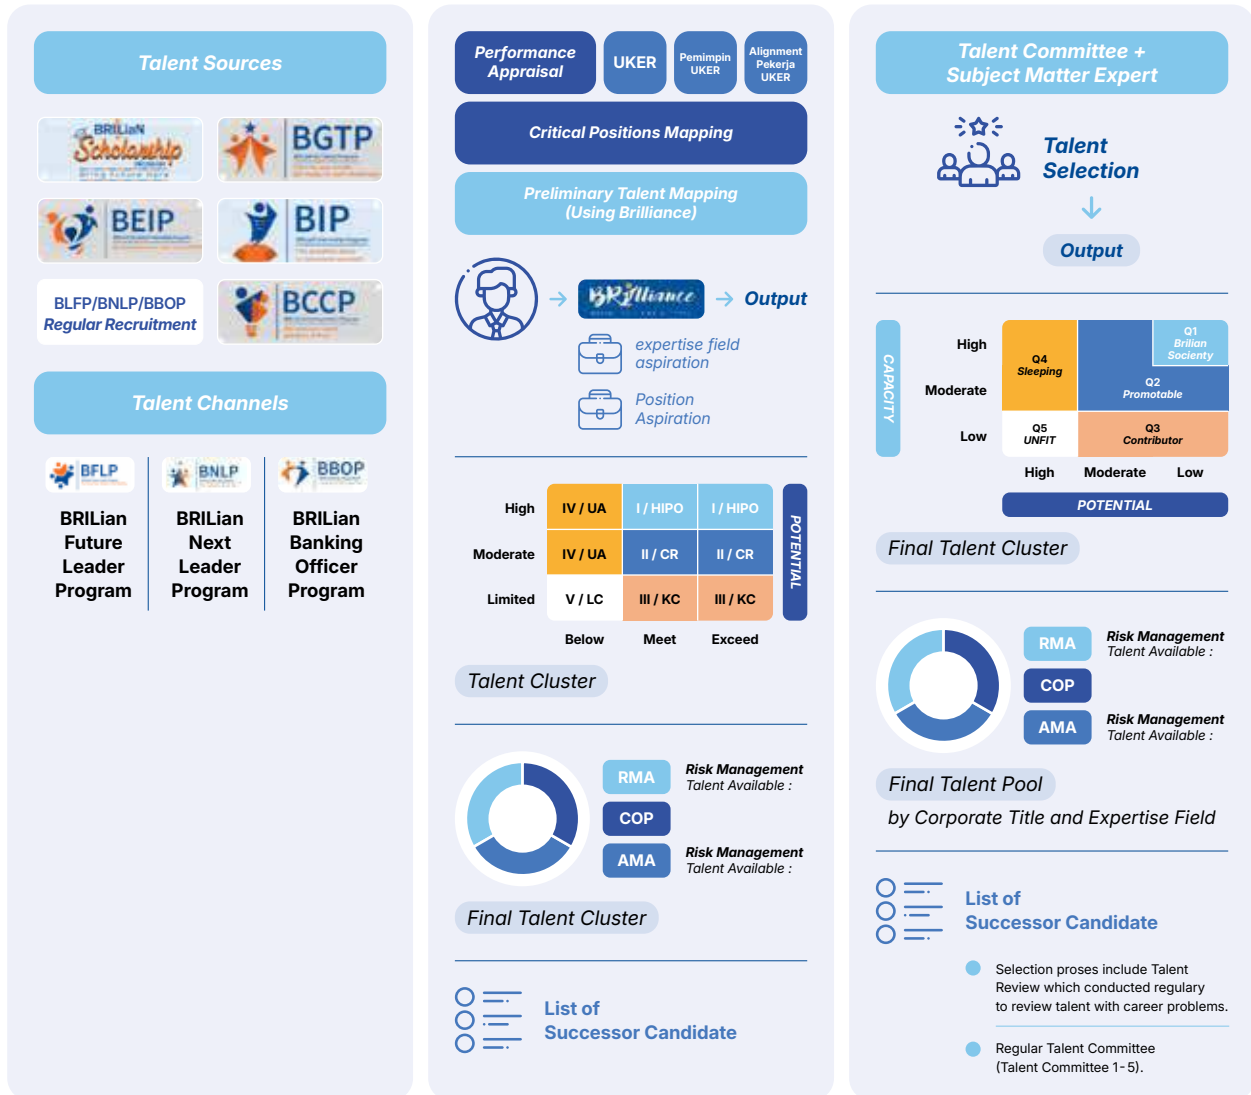 Talent Sources
BRILiaN
Scholarship
BGTP
BEIP
BIP
BLFP/BNLP/BBOP
Regular Recruitment
BCCP
Talent Channels
BFLP
BNLP
BBOP
BRILian
Future
Leader
Program
BRILian
Next
Leader
Program
BRILian
Banking
Officer
Program
Performance
Appraisal
UKER
Pemimpin
UKER
Alignment
Pekerja
UKER
Critical Positions Mapping
Preliminary Talent Mapping
(Using Brilliance)
BRIlliance
Output
expertise field
aspiration
Position
Aspiration
High
IV / UA
I / HIPO
I / HIPO
Moderate
IV / UA
II / CR
II / CR
Limited
V / LC
III / KC
III / KC
Below
Meet
Exceed
POTENTIAL
Talent Cluster
RMA
Risk Management
Talent Available :
COP
AMA
Risk Management
Talent Available :
Final Talent Cluster
List of
Successor Candidate
Talent Committee +
Subject Matter Expert
Talent
Selection
Output
CAPACITY
High
Moderate
Low
Q4
Sleeping
Q1
Brilian
Socienty
Q2
Promotable
Q5
UNFIT
Q3
Contributor
High
Moderate
Low
POTENTIAL
Final Talent Cluster
RMA
Risk Management
Talent Available :
COP
AMA
Risk Management
Talent Available :
Final Talent Pool
by Corporate Title and Expertise Field
List of
Successor Candidate
Selection proses include Talent
Review which conducted regulary
to review talent with career problems.
Regular Talent Committee
(Talent Committee 1-5).